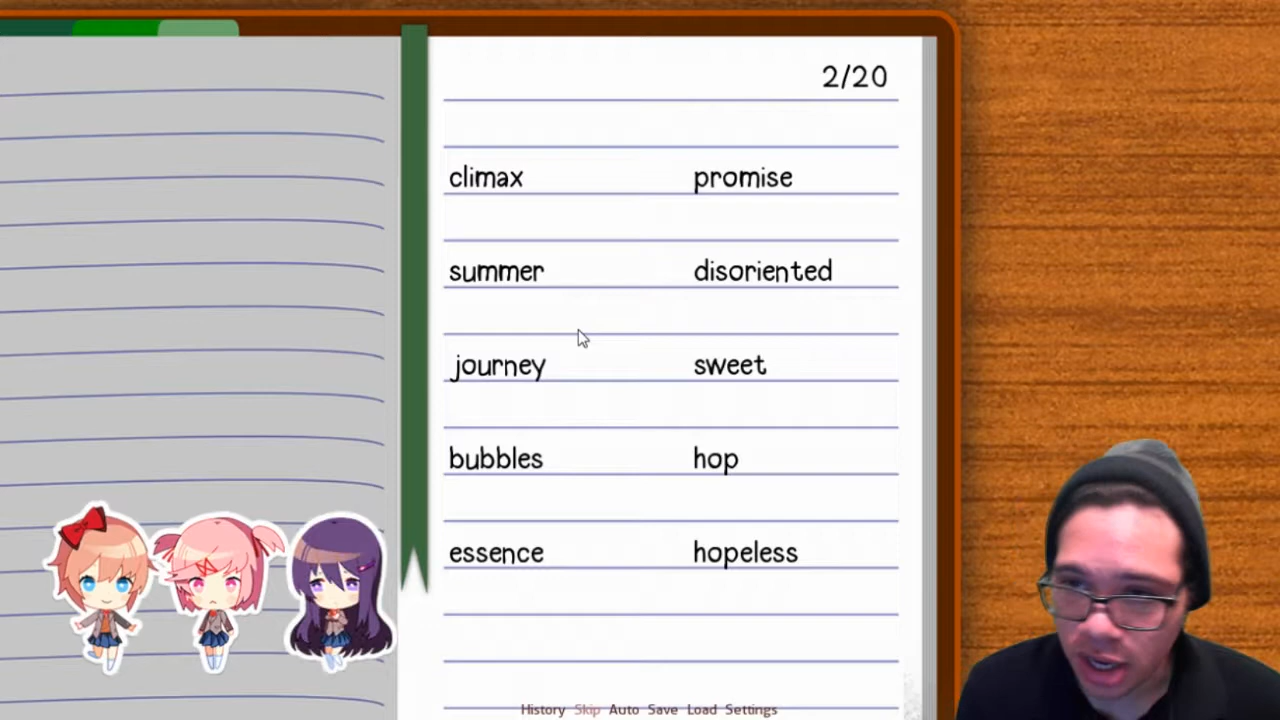 2/20
climax promise
summer disoriented
journey sweet
bubbles hop
essence hopeless
History Skip Auto Save Load Settings